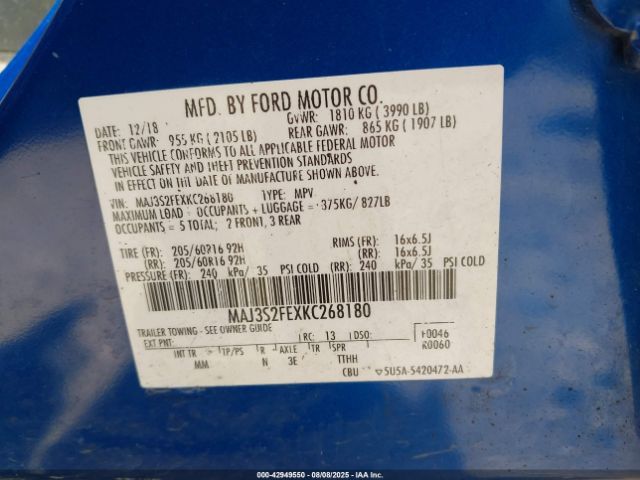 MFD. BY FORD MOTOR CO.
DATE: 12/18 GVWR: 1810 KG ( 3990 LB)
FRONT GAWR: 955 KG ( 2105 LB) REAR GAWR: 865 KG ( 1907 LB)
THIS VEHICLE CONFORMS TO ALL APPLICABLE FEDERAL MOTOR
VEHICLE SAFETY AND THEFT PREVENTION STANDARDS
IN EFFECT ON THE DATE OF MANUFACTURE SHOWN ABOVE.
VIN: MAJ3S2FEXKC268180 TYPE: MPV
MAXIMUM LOAD = OCCUPANTS + LUGGAGE = 375KG/ 827LB
OCCUPANTS = 5 TOTAL; 2 FRONT, 3 REAR
TIRE (FR): 205/60R16 92H RIMS (FR): 16x6.5J
(RR): 205/60R16 92H (RR): 16x6.5J
PRESSURE (FR): 240 kPa/ 35 PSI COLD (RR): 240 kPa/ 35 PSI COLD
MAJ3S2FEXKC268180
TRAILER TOWING - SEE OWNER GUIDE
EXT PNT: RC: 13 DSO: F0046
R0060
INT TR TP/PS R AXLE TR SPR
MM N 3E TTHH
CBU 5U5A-5420472-AA
000-42949550 - 08/08/2025 - IAAI.com